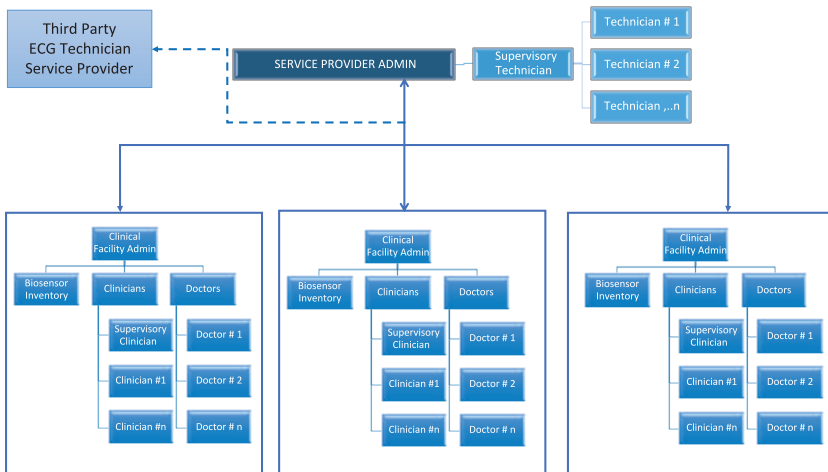 Third Party
ECG Technician
Service Provider
SERVICE PROVIDER ADMIN
Supervisory
Technician
Technician # 1
Technician # 2
Technician ,..n
Clinical
Facility Admin
Biosensor
Inventory
Clinicians
Doctors
Supervisory
Clinician
Doctor # 1
Clinician #1
Doctor # 2
Clinician #n
Doctor # n
Clinical
Facility Admin
Biosensor
Inventory
Clinicians
Doctors
Supervisory
Clinician
Doctor # 1
Clinician #1
Doctor # 2
Clinician #n
Doctor # n
Clinical
Facility Admin
Biosensor
Inventory
Clinicians
Doctors
Supervisory
Clinician
Doctor # 1
Clinician #1
Doctor # 2
Clinician #n
Doctor # n